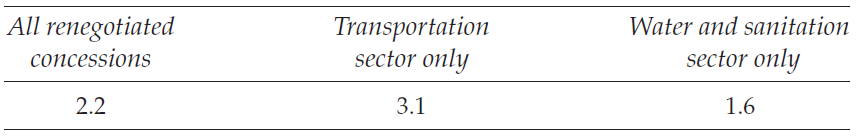 All renegotiated Transportation Water and sanitation
concessions sector only sector only
2.2 3.1 1.6